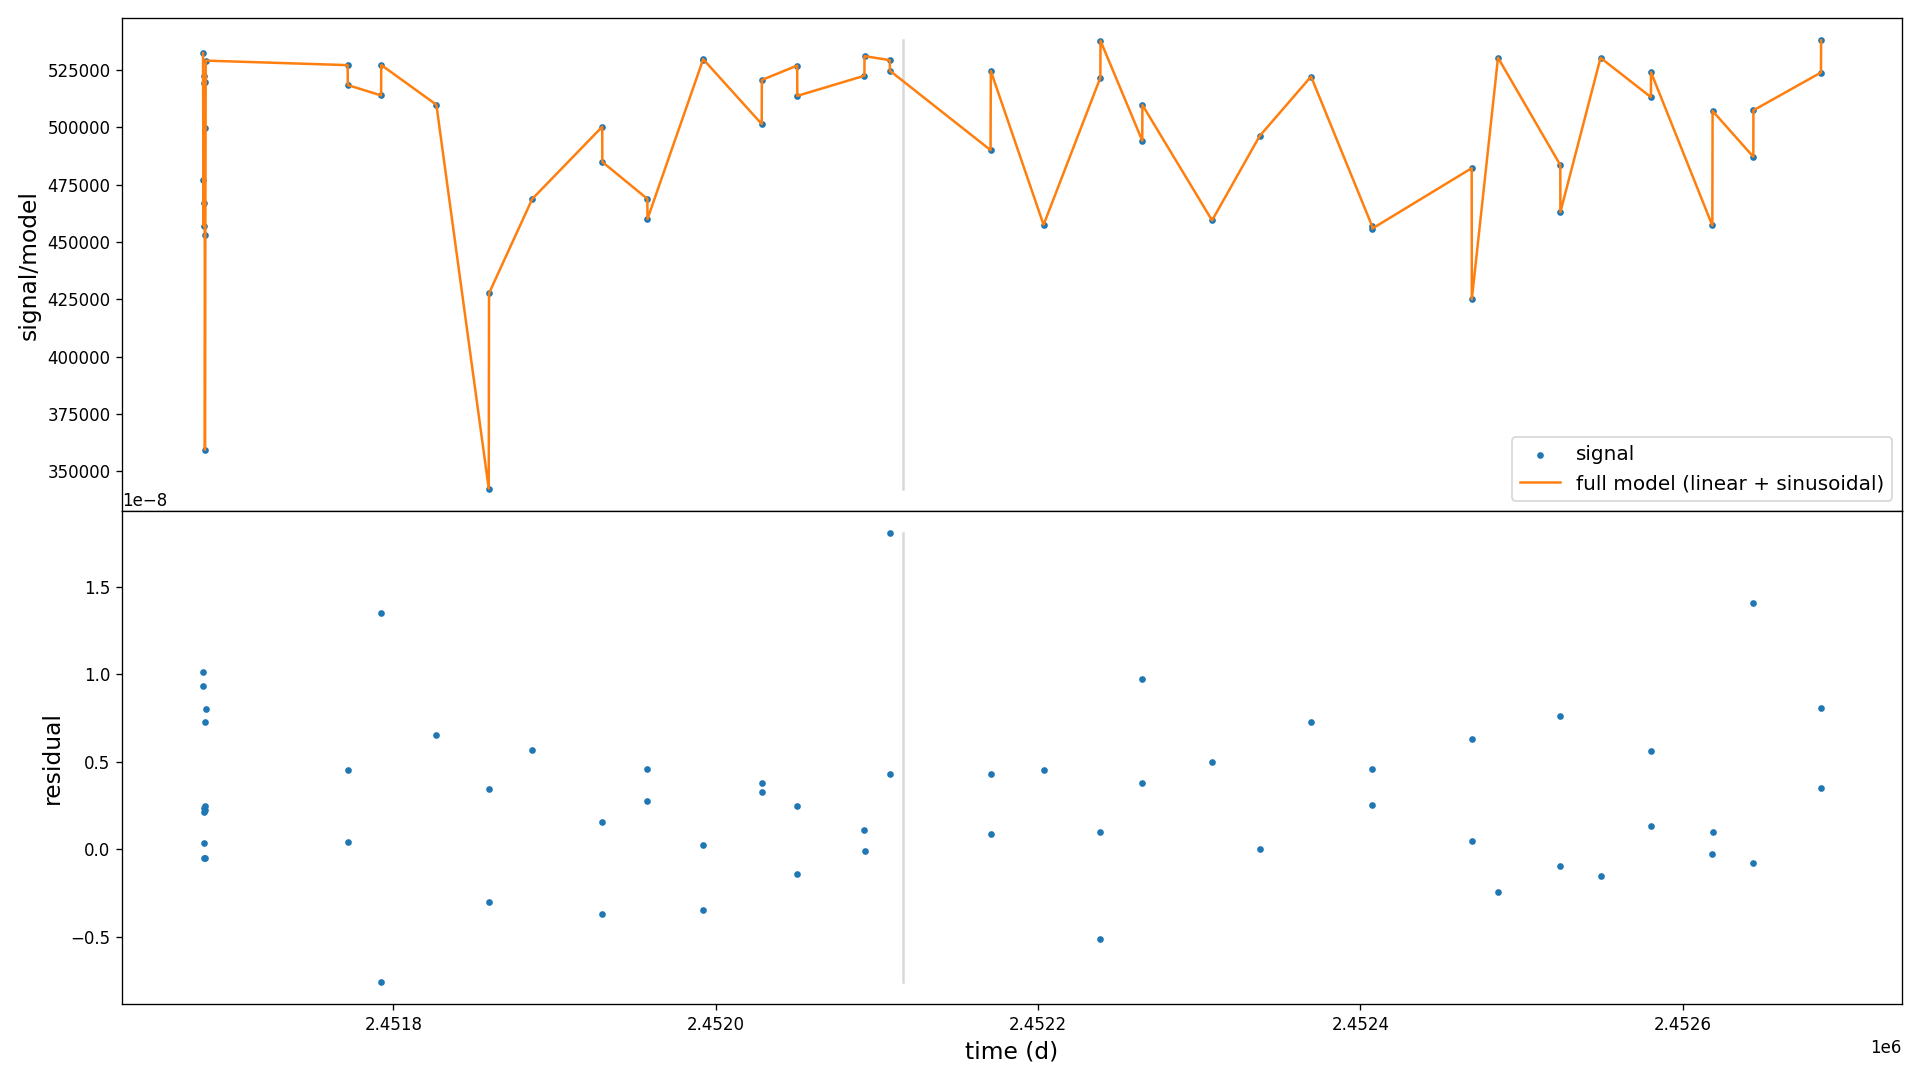 525000
500000
475000
450000
425000
400000
375000
350000
signal/model
signal
full model (linear + sinusoidal)
1e−8
1.5
1.0
0.5
0.0
−0.5
residual
2.4518
2.4520
2.4522
2.4524
2.4526
1e6
time (d)